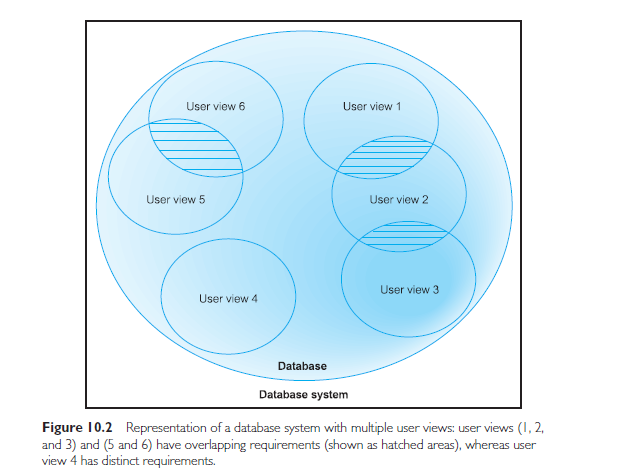 User view 6
User view 1
User view 5
User view 2
User view 4
User view 3
Database
Database system
Figure 10.2 Representation of a database system with multiple user views: user views (1, 2,
and 3) and (5 and 6) have overlapping requirements (shown as hatched areas), whereas user
view 4 has distinct requirements.